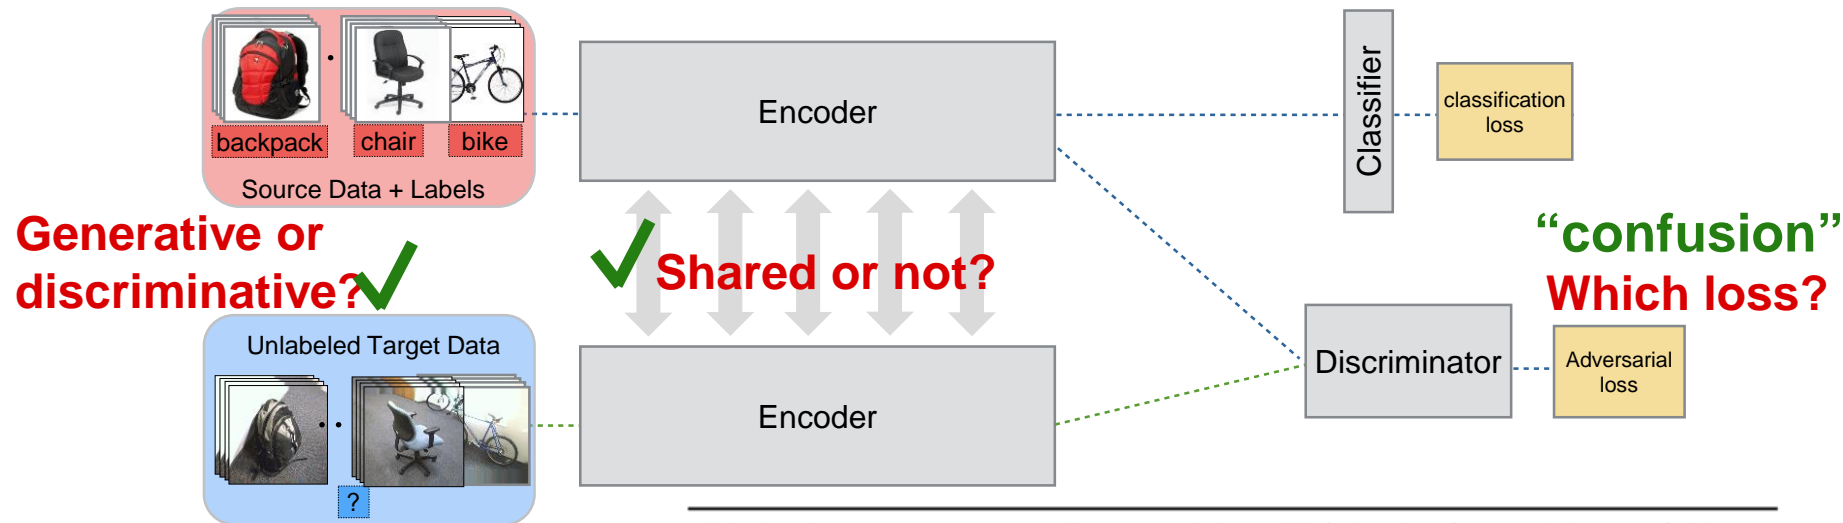 backpack
chair
bike
Source Data + Labels
Encoder
Classifier
classification
loss
Generative or
discriminative?
Shared or not?
“confusion”
Which loss?
Unlabeled Target Data
?
Encoder
Discriminator
Adversarial
loss